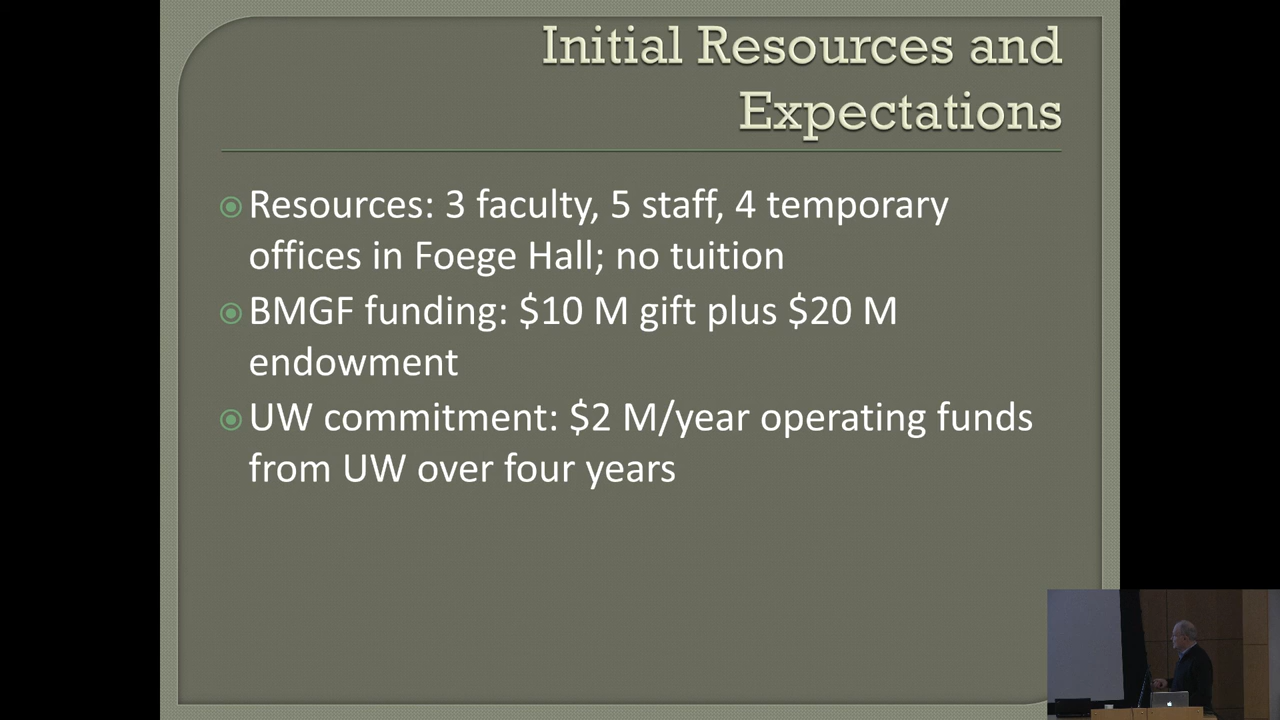 Initial Resources and
Expectations
Resources: 3 faculty, 5 staff, 4 temporary
offices in Foege Hall; no tuition
BMGF funding: $10 M gift plus $20 M
endowment
UW commitment: $2 M/year operating funds
from UW over four years